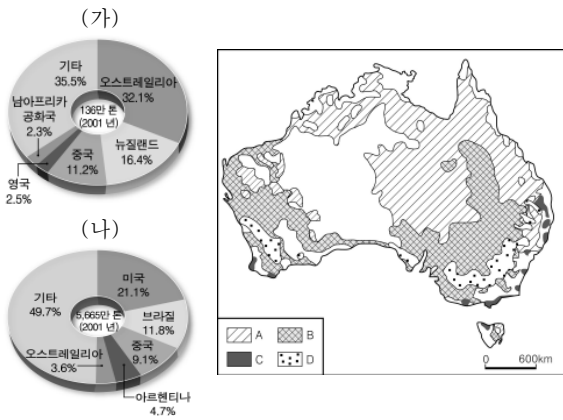 (가)
기타
35.5%
오스트레일리아
32.1%
남아프리카
공화국
2.3%
136만 톤
(2001 년)
뉴질랜드
16.4%
중국
11.2%
영국
2.5%
(나)
미국
21.1%
기타
49.7%
5,665만 톤
(2001 년)
브라질
11.8%
중국
9.1%
오스트레일리아
3.6%
아르헨티나
4.7%
A
B
C
D
0 600km